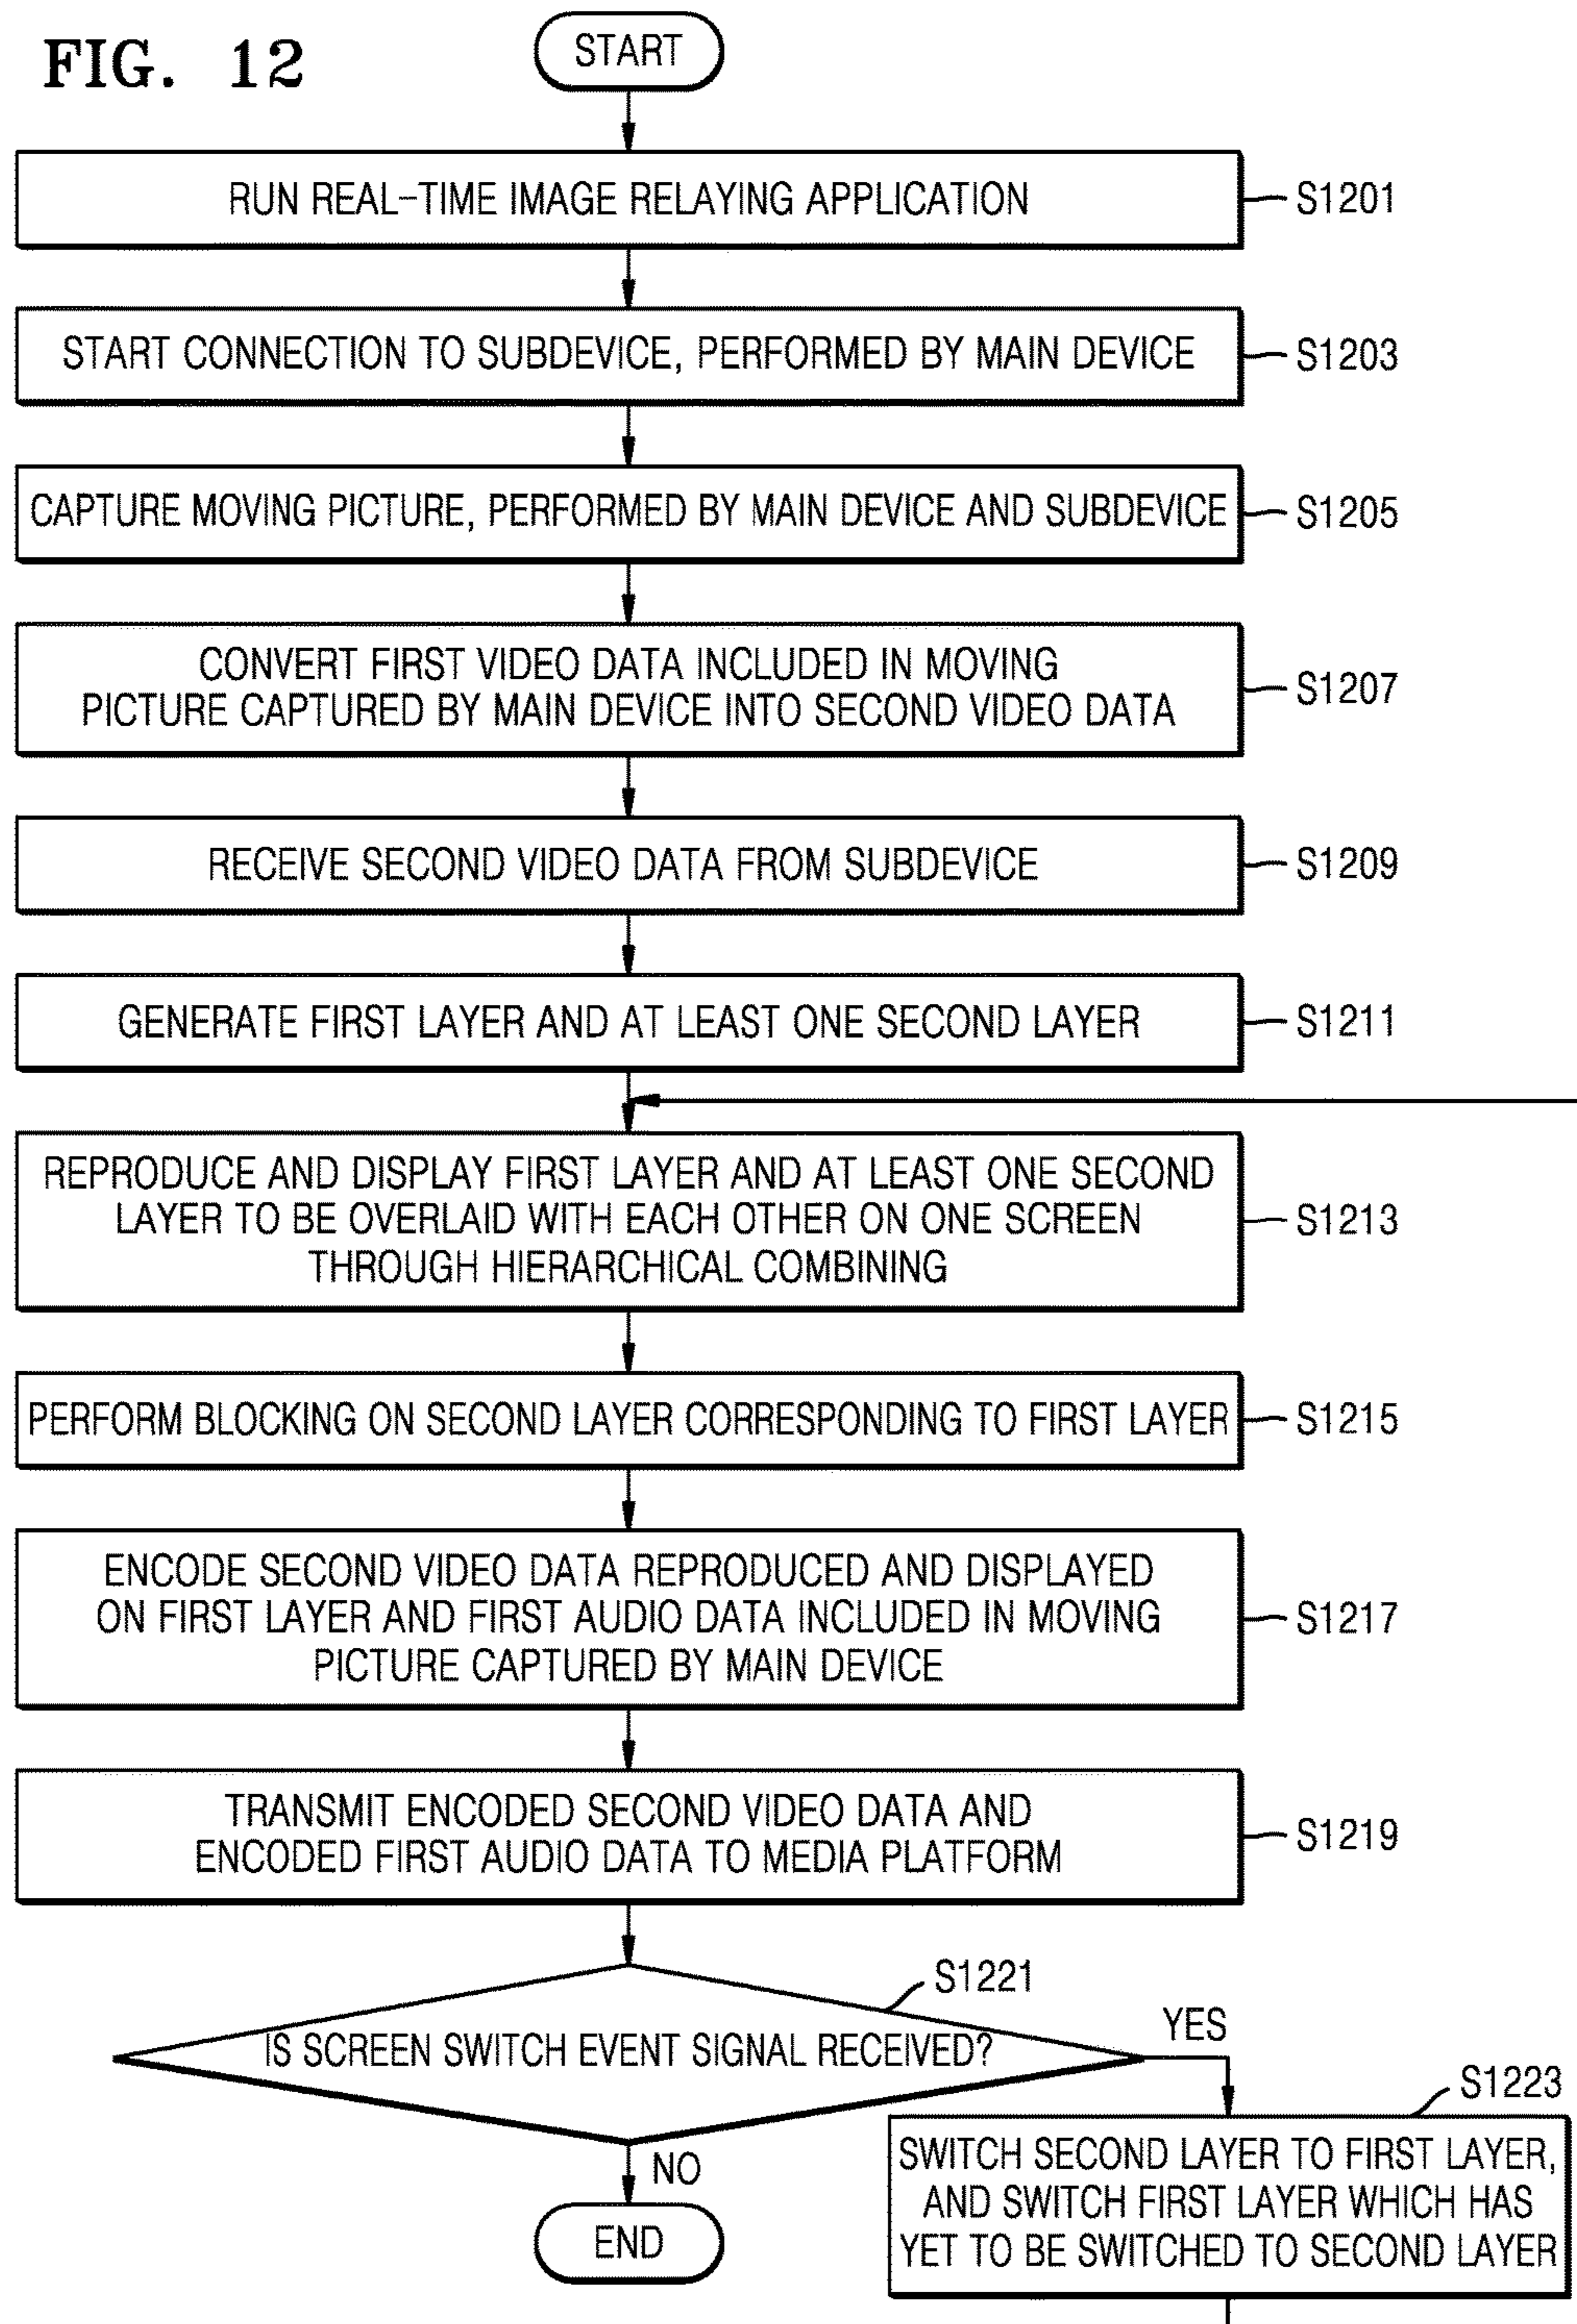 FIG. 12
START
RUN REAL-TIME IMAGE RELAYING APPLICATION
S1201
START CONNECTION TO SUBDEVICE, PERFORMED BY MAIN DEVICE
S1203
CAPTURE MOVING PICTURE, PERFORMED BY MAIN DEVICE AND SUBDEVICE
S1205
CONVERT FIRST VIDEO DATA INCLUDED IN MOVING
PICTURE CAPTURED BY MAIN DEVICE INTO SECOND VIDEO DATA
S1207
RECEIVE SECOND VIDEO DATA FROM SUBDEVICE
S1209
GENERATE FIRST LAYER AND AT LEAST ONE SECOND LAYER
S1211
REPRODUCE AND DISPLAY FIRST LAYER AND AT LEAST ONE SECOND
LAYER TO BE OVERLAID WITH EACH OTHER ON ONE SCREEN
THROUGH HIERARCHICAL COMBINING
S1213
PERFORM BLOCKING ON SECOND LAYER CORRESPONDING TO FIRST LAYER
S1215
ENCODE SECOND VIDEO DATA REPRODUCED AND DISPLAYED
ON FIRST LAYER AND FIRST AUDIO DATA INCLUDED IN MOVING
PICTURE CAPTURED BY MAIN DEVICE
S1217
TRANSMIT ENCODED SECOND VIDEO DATA AND
ENCODED FIRST AUDIO DATA TO MEDIA PLATFORM
S1219
S1221
IS SCREEN SWITCH EVENT SIGNAL RECEIVED?
YES
S1223
SWITCH SECOND LAYER TO FIRST LAYER,
AND SWITCH FIRST LAYER WHICH HAS
YET TO BE SWITCHED TO SECOND LAYER
NO
END